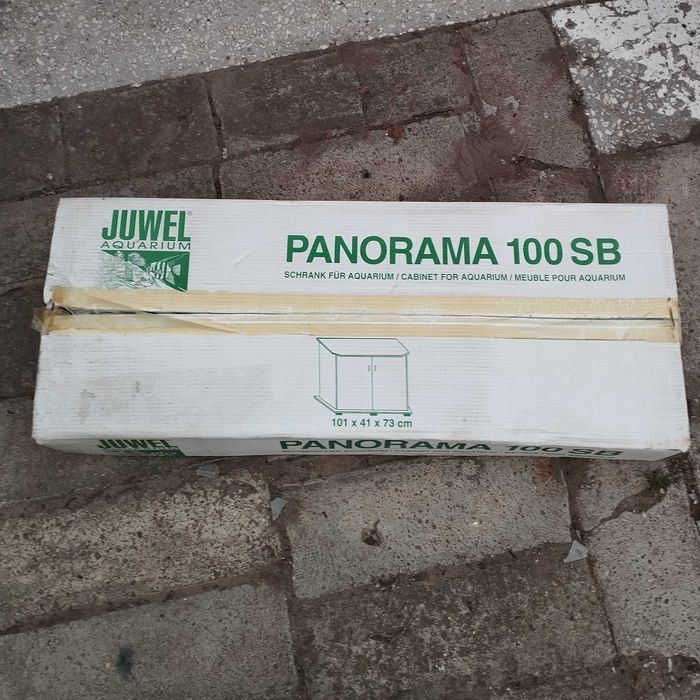 JUWEL®
AQUARIUM
PANORAMA 100 SB
SCHRANK FÜR AQUARIUM / CABINET FOR AQUARIUM / MEUBLE POUR AQUARIUM
101 x 41 x 73 cm
JUWEL
PANORAMA 100 SB